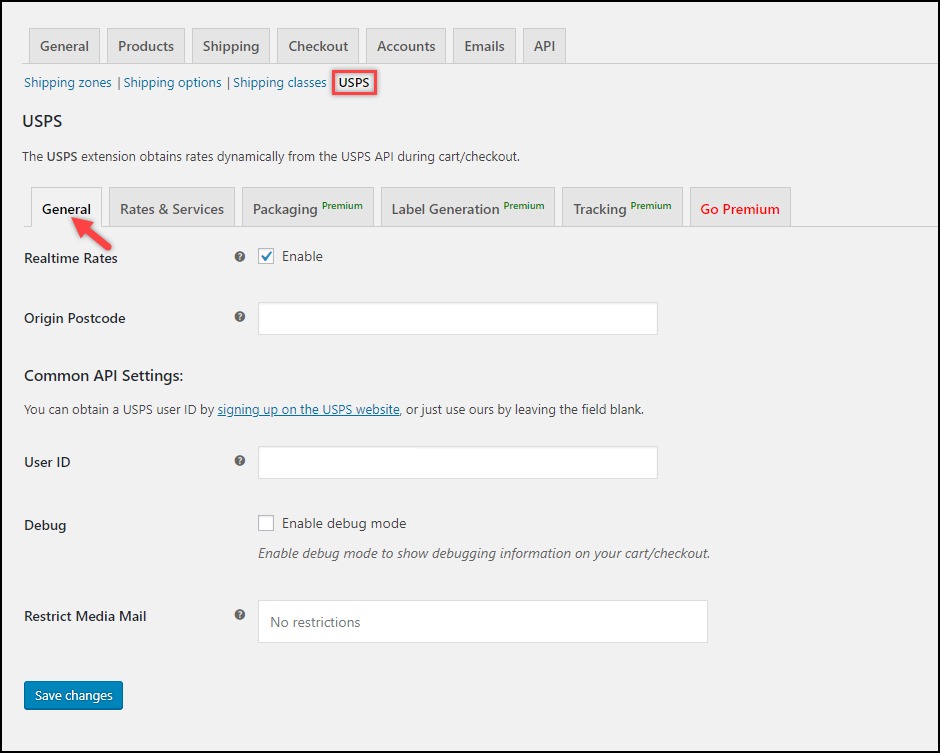 General Products Shipping Checkout Accounts Emails API
Shipping zones | Shipping options | Shipping classes USPS
USPS
The USPS extension obtains rates dynamically from the USPS API during cart/checkout.
General Rates & Services Packaging Premium Label Generation Premium Tracking Premium Go Premium
Realtime Rates ? Enable
Origin Postcode ?
Common API Settings:
You can obtain a USPS user ID by signing up on the USPS website, or just use ours by leaving the field blank.
User ID ?
Debug Enable debug mode
Enable debug mode to show debugging information on your cart/checkout.
Restrict Media Mail ? No restrictions
Save changes